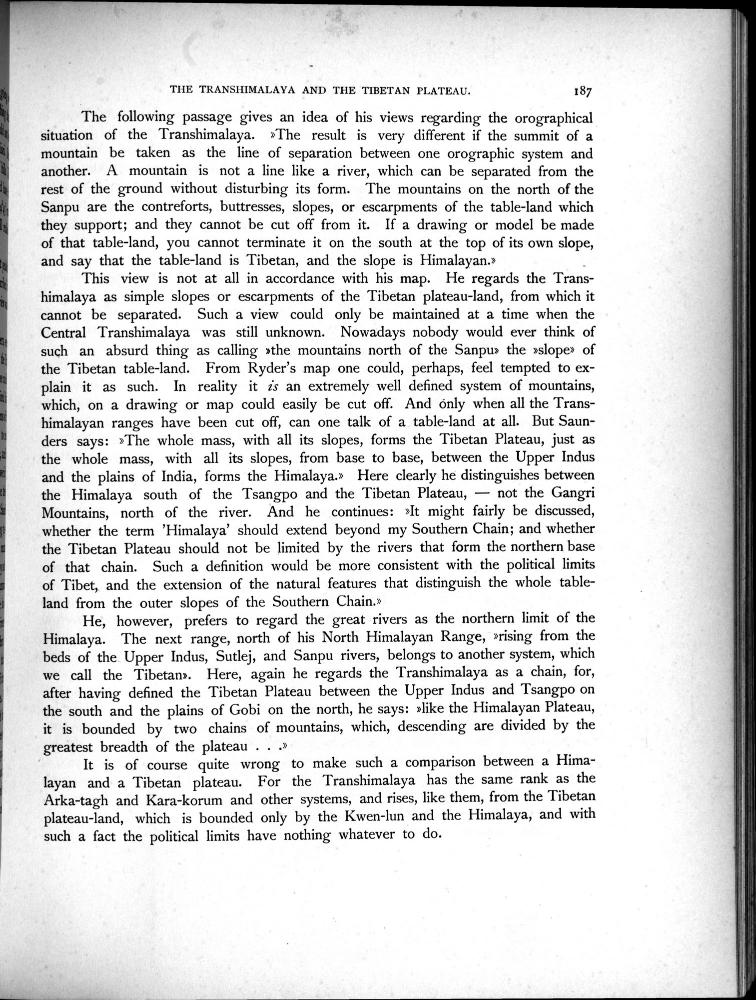 THE TRANSHIMALAYA AND THE TIBETAN PLATEAU. 187
The following passage gives an idea of his views regarding the orographical
situation of the Transhimalaya. »The result is very different if the summit of a
mountain be taken as the line of separation between one orographic system and
another. A mountain is not a line like a river, which can be separated from the
rest of the ground without disturbing its form. The mountains on the north of the
Sanpu are the contreforts, buttresses, slopes, or escarpments of the table-land which
they support; and they cannot be cut off from it. If a drawing or model be made
of that table-land, you cannot terminate it on the south at the top of its own slope,
and say that the table-land is Tibetan, and the slope is Himalayan.»
This view is not at all in accordance with his map. He regards the Trans-
himalaya as simple slopes or escarpments of the Tibetan plateau-land, from which it
cannot be separated. Such a view could only be maintained at a time when the
Central Transhimalaya was still unknown. Nowadays nobody would ever think of
such an absurd thing as calling »the mountains north of the Sanpu» the »slope» of
the Tibetan table-land. From Ryder's map one could, perhaps, feel tempted to ex-
plain it as such. In reality it is an extremely well defined system of mountains,
which, on a drawing or map could easily be cut off. And only when all the Trans-
himalayan ranges have been cut off, can one talk of a table-land at all. But Saun-
ders says: »The whole mass, with all its slopes, forms the Tibetan Plateau, just as
the whole mass, with all its slopes, from base to base, between the Upper Indus
and the plains of India, forms the Himalaya.» Here clearly he distinguishes between
the Himalaya south of the Tsangpo and the Tibetan Plateau, — not the Gangri
Mountains, north of the river. And he continues: »It might fairly be discussed,
whether the term 'Himalaya' should extend beyond my Southern Chain; and whether
the Tibetan Plateau should not be limited by the rivers that form the northern base
of that chain. Such a definition would be more consistent with the political limits
of Tibet, and the extension of the natural features that distinguish the whole table-
land from the outer slopes of the Southern Chain.»
He, however, prefers to regard the great rivers as the northern limit of the
Himalaya. The next range, north of his North Himalayan Range, »rising from the
beds of the Upper Indus, Sutlej, and Sanpu rivers, belongs to another system, which
we call the Tibetan». Here, again he regards the Transhimalaya as a chain, for,
after having defined the Tibetan Plateau between the Upper Indus and Tsangpo on
the south and the plains of Gobi on the north, he says: »like the Himalayan Plateau,
it is bounded by two chains of mountains, which, descending are divided by the
greatest breadth of the plateau . . .»
It is of course quite wrong to make such a comparison between a Hima-
layan and a Tibetan plateau. For the Transhimalaya has the same rank as the
Arka-tagh and Kara-korum and other systems, and rises, like them, from the Tibetan
plateau-land, which is bounded only by the Kwen-lun and the Himalaya, and with
such a fact the political limits have nothing whatever to do.